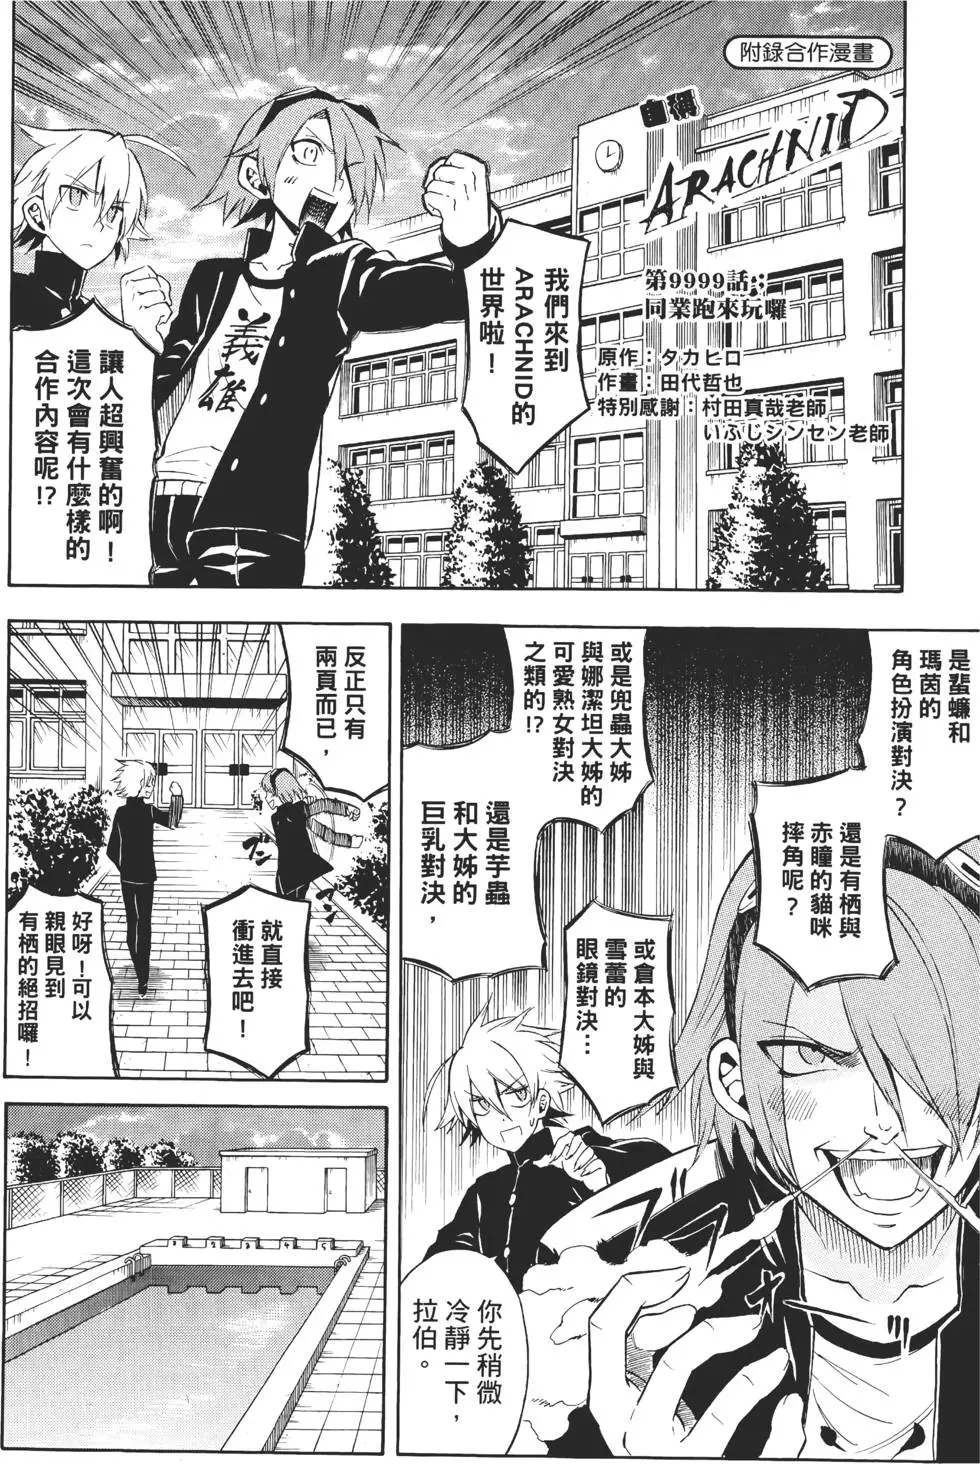 附錄合作漫畫
自稱
ARACHNID
第9999話：
同業跑來玩囉
原作：タカヒロ
作畫：田代哲也
特別感謝：村田真哉老師
いふじシンセン老師
我們來到
ARACHNID的
世界啦！
義
雄
讓人超興奮的啊！
這次會有什麼樣的
合作內容呢!?
是蜚蠊和
瑪茵的
角色扮演對決？
還是有栖與
赤瞳的貓咪
摔角呢？
或是兜蟲大姊
與娜潔坦大姊的
可愛熟女對決
之類的!?
或倉本大姊與
雪蕾的
眼鏡對決…
還是芋蟲
和大姊的
巨乳對決，
你先稍微
冷靜一下，
拉伯。
反正只有
兩頁而已，
就直接
衝進去吧！
好呀！可以
親眼見到
有栖的絕招囉！
1 2 3 4 5